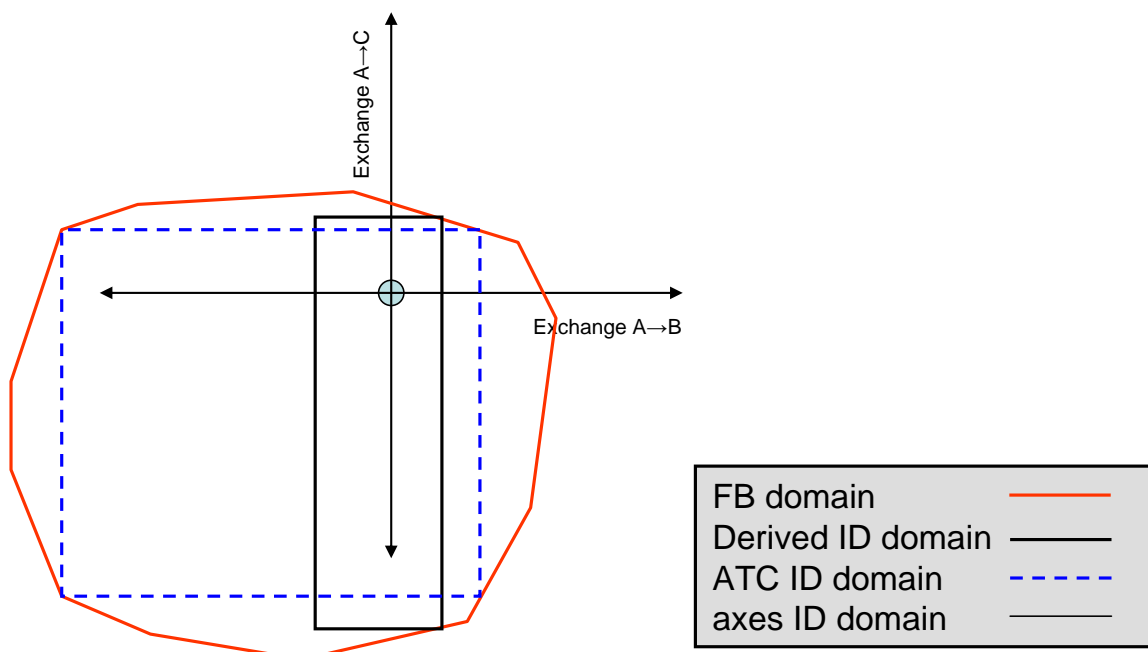 Exchange A→C
Exchange A→B
FB domain
Derived ID domain
ATC ID domain
axes ID domain